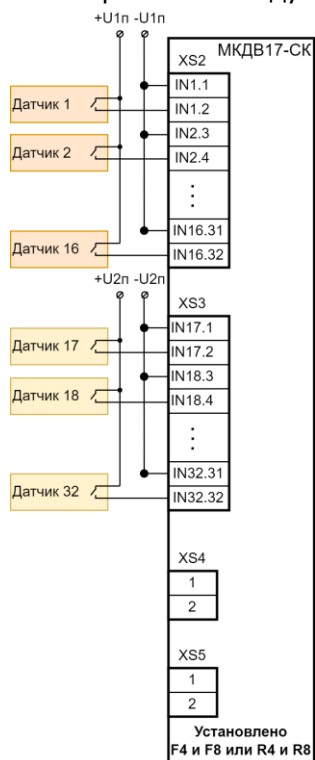 +U1п -U1п
МКДВ17-СК
XS2
IN1.1
Датчик 1
IN1.2
IN2.3
Датчик 2
IN2.4
IN16.31
Датчик 16
IN16.32
+U2п -U2п
XS3
IN17.1
Датчик 17
IN17.2
IN18.3
Датчик 18
IN18.4
IN32.31
Датчик 32
IN32.32
XS4
1
2
XS5
1
2
Установлено
F4 и F8 или R4 и R8